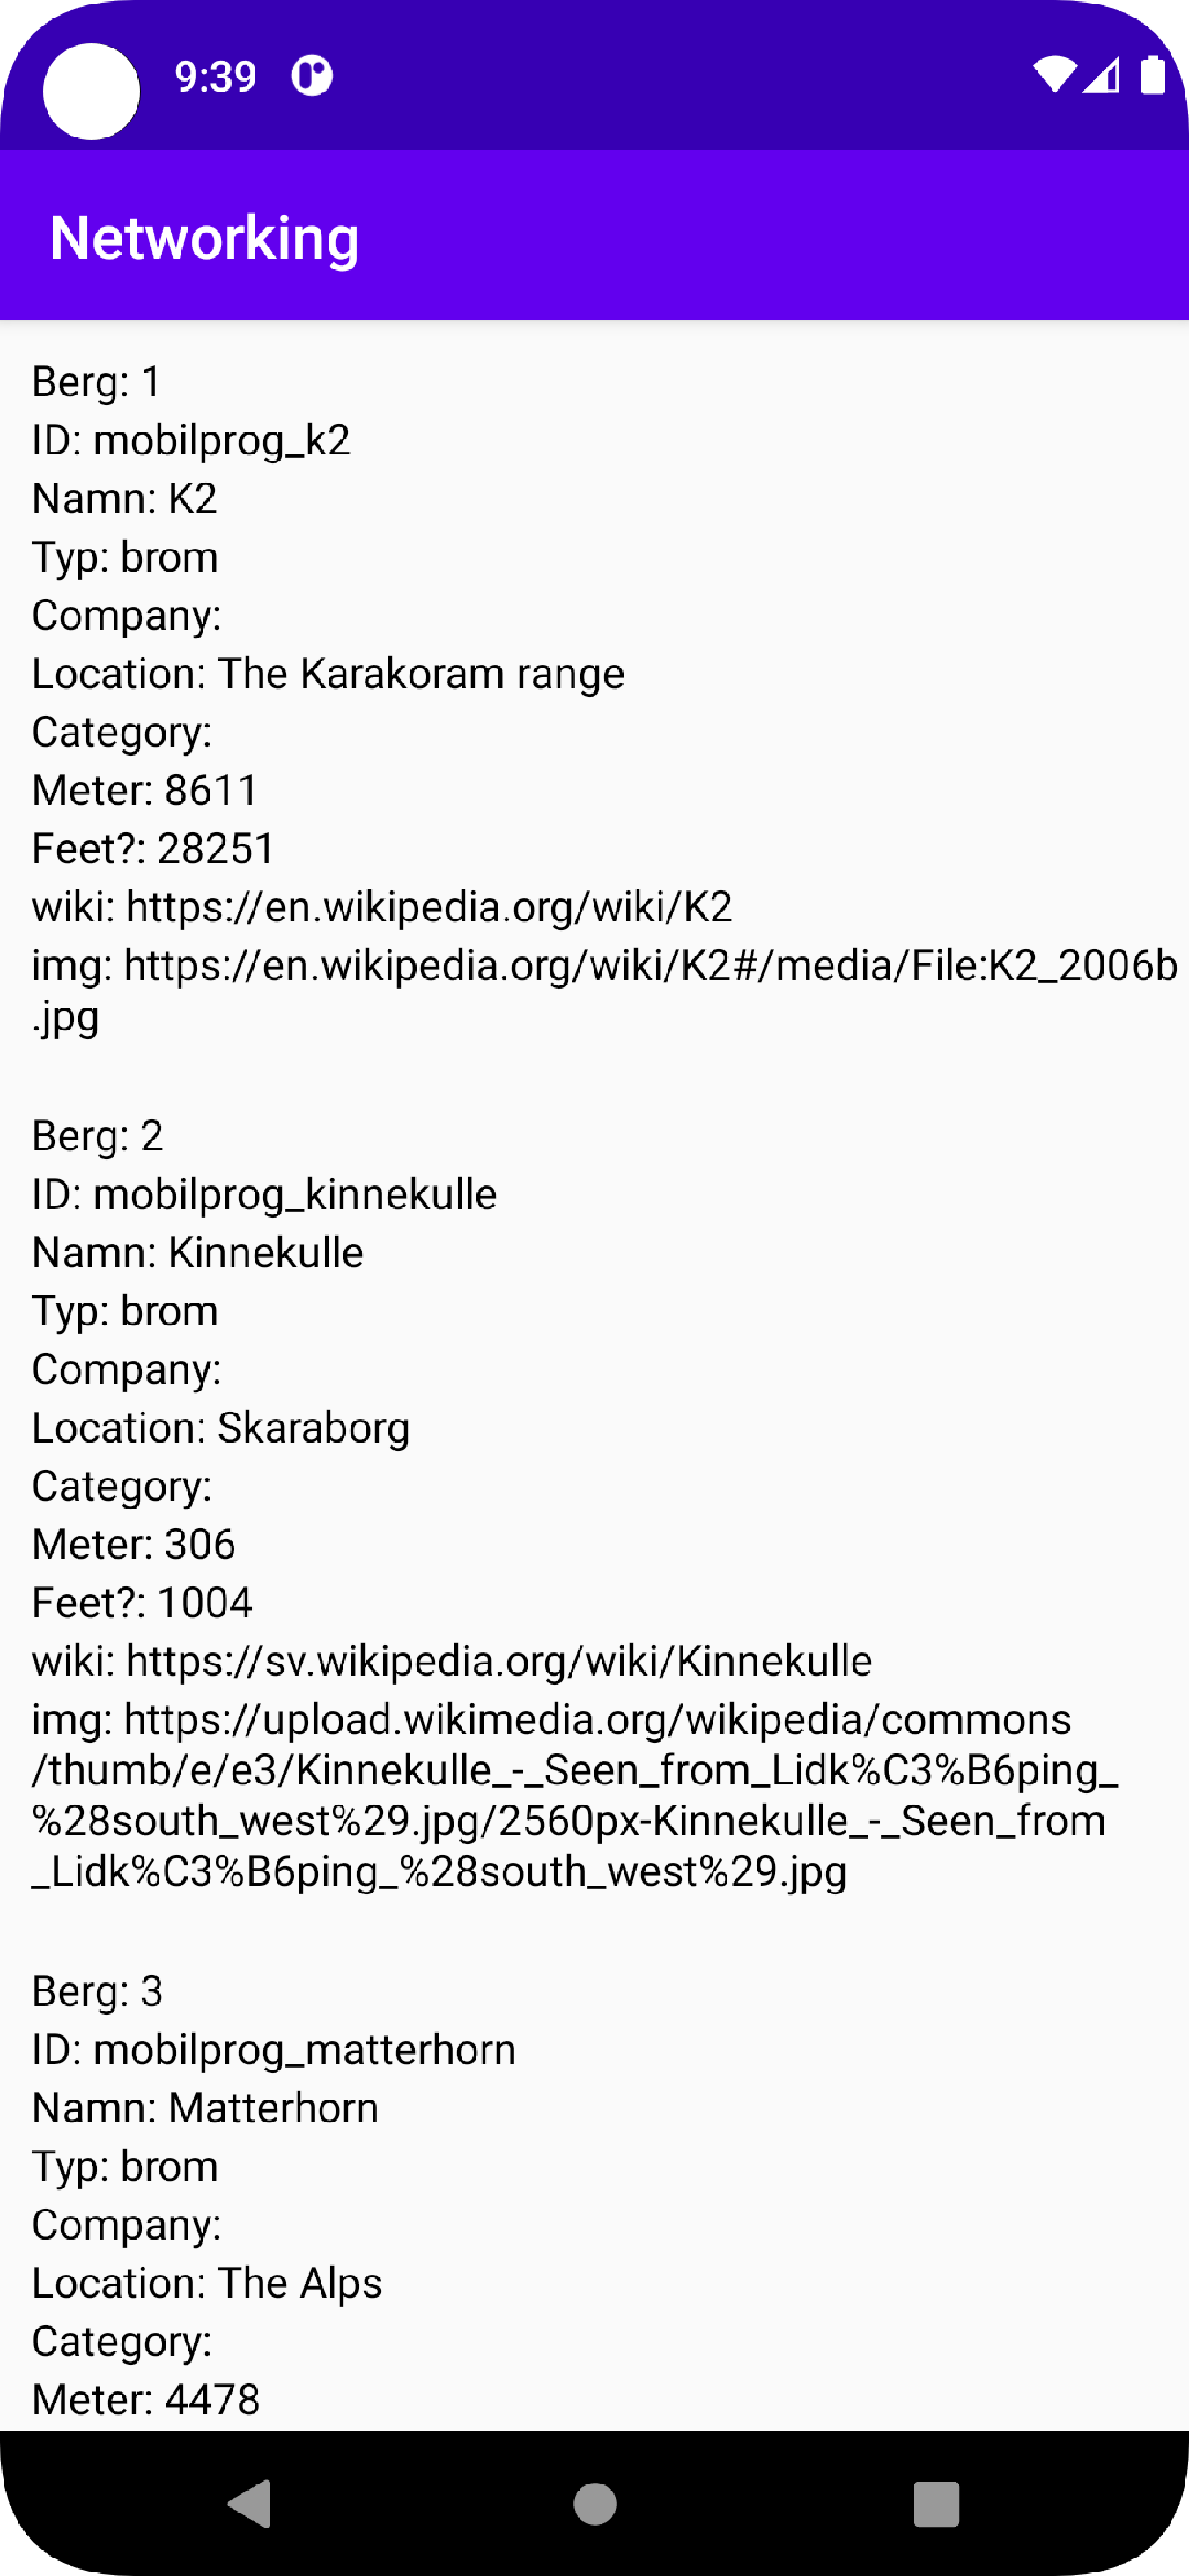 9:39
Networking
Berg: 1
ID: mobilprog_k2
Namn: K2
Typ: brom
Company:
Location: The Karakoram range
Category:
Meter: 8611
Feet?: 28251
wiki: https://en.wikipedia.org/wiki/K2
img: https://en.wikipedia.org/wiki/K2#/media/File:K2_2006b
.jpg
Berg: 2
ID: mobilprog_kinnekulle
Namn: Kinnekulle
Typ: brom
Company:
Location: Skaraborg
Category:
Meter: 306
Feet?: 1004
wiki: https://sv.wikipedia.org/wiki/Kinnekulle
img: https://upload.wikimedia.org/wikipedia/commons
/thumb/e/e3/Kinnekulle_-_Seen_from_Lidk%C3%B6ping_
%28south_west%29.jpg/2560px-Kinnekulle_-_Seen_from
_Lidk%C3%B6ping_%28south_west%29.jpg
Berg: 3
ID: mobilprog_matterhorn
Namn: Matterhorn
Typ: brom
Company:
Location: The Alps
Category:
Meter: 4478